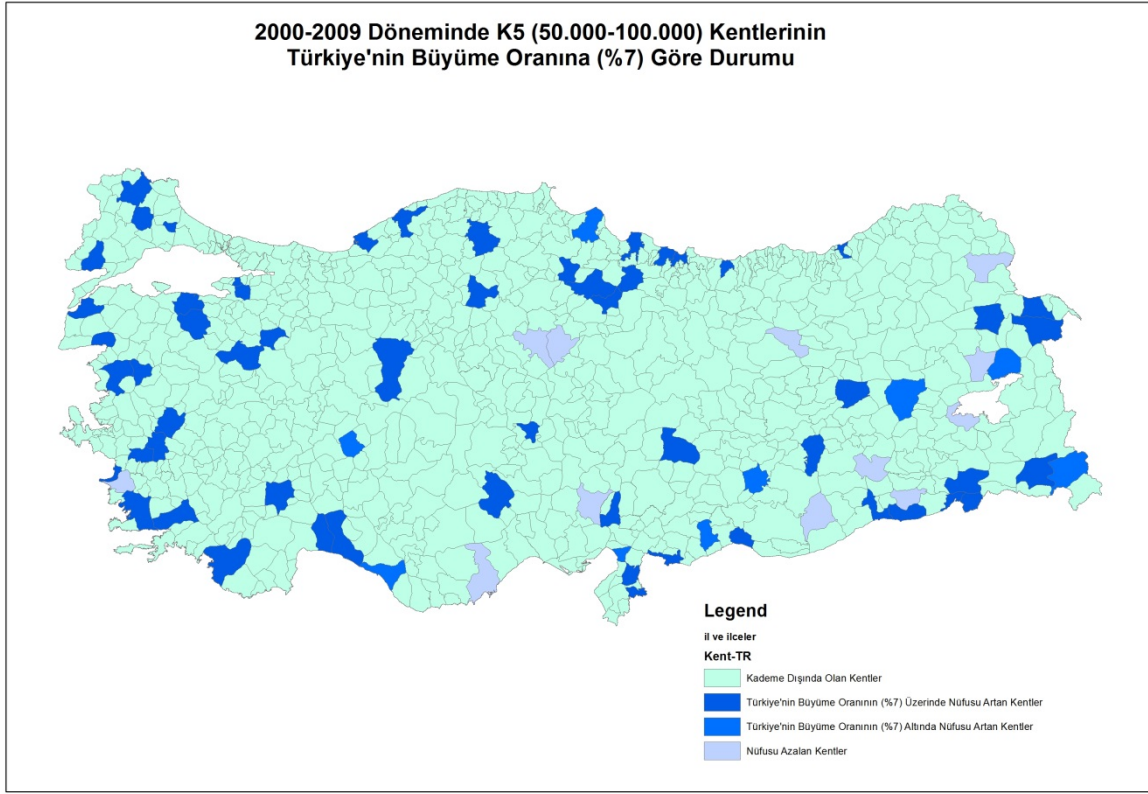 2000-2009 Döneminde K5 (50.000-100.000) Kentlerinin
Türkiye'nin Büyüme Oranına (%7) Göre Durumu
Legend
il ve ilceler
Kent-TR
Kademe Dışında Olan Kentler
Türkiye'nin Büyüme Oranının (%7) Üzerinde Nüfusu Artan Kentler
Türkiye'nin Büyüme Oranının (%7) Altında Nüfusu Artan Kentler
Nüfusu Azalan Kentler